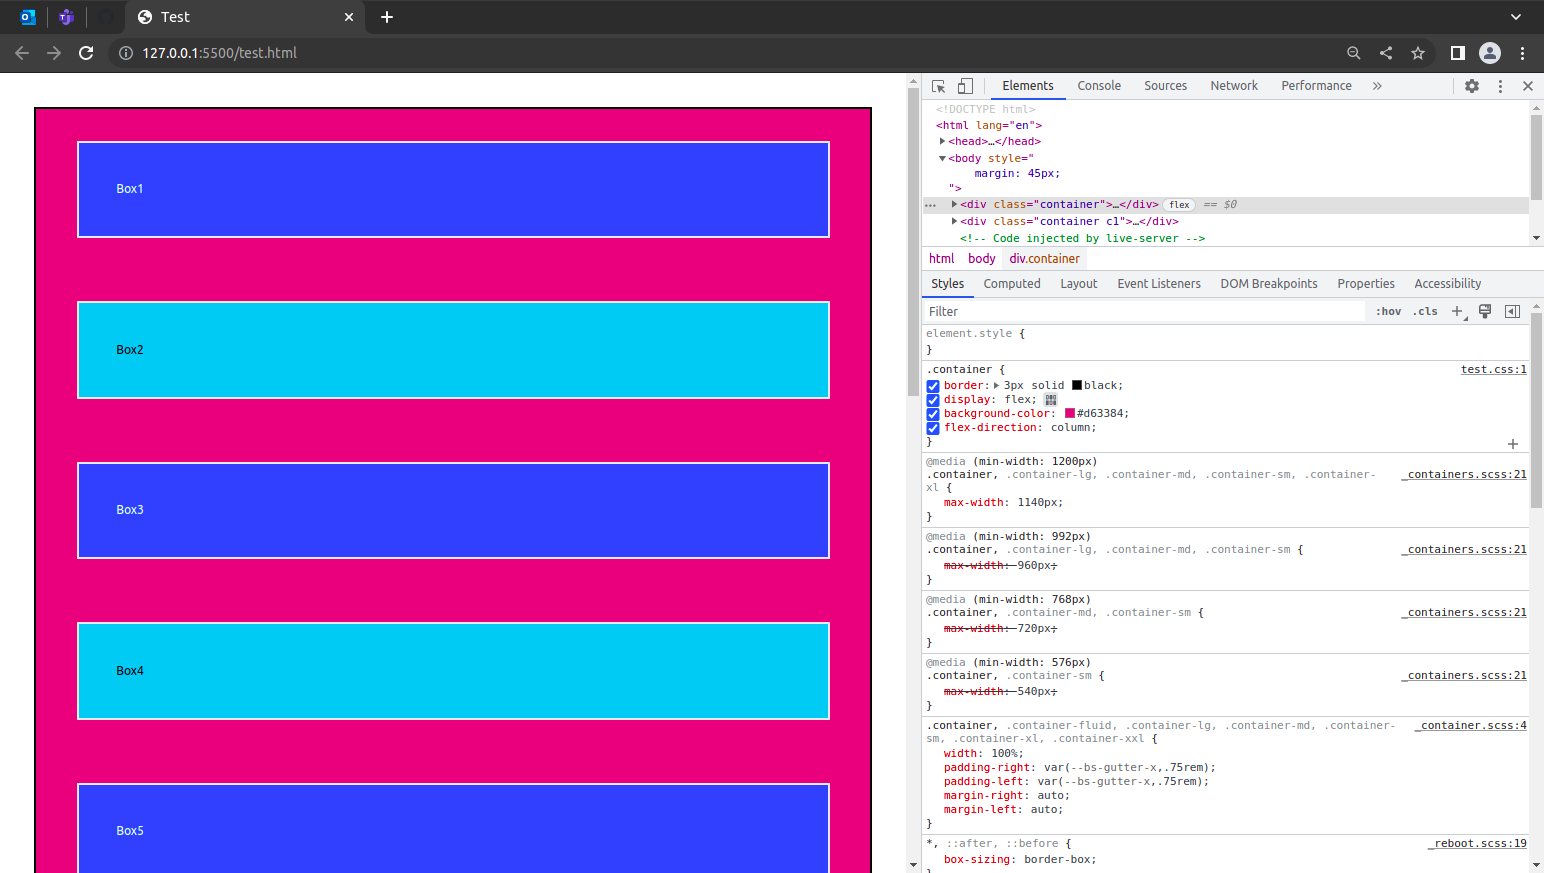 Test
127.0.0.1:5500/test.html
Box1
Box2
Box3
Box4
Box5
Elements Console Sources Network Performance »
<!DOCTYPE html>
<html lang="en">
<head>…</head>
<body style="
margin: 45px;
">
<div class="container">…</div> flex == $0
<div class="container c1">…</div>
<!-- Code injected by live-server -->
html body div.container
Styles Computed Layout Event Listeners DOM Breakpoints Properties Accessibility
Filter :hov .cls
element.style {
}
.container { test.css:1
border: 3px solid black;
display: flex;
background-color: #d63384;
flex-direction: column;
}
@media (min-width: 1200px)
.container, .container-lg, .container-md, .container-sm, .container- _containers.scss:21
xl {
max-width: 1140px;
}
@media (min-width: 992px)
.container, .container-lg, .container-md, .container-sm { _containers.scss:21
max-width: 960px;
}
@media (min-width: 768px)
.container, .container-md, .container-sm { _containers.scss:21
max-width: 720px;
}
@media (min-width: 576px)
.container, .container-sm { _containers.scss:21
max-width: 540px;
}
.container, .container-fluid, .container-lg, .container-md, .container- _container.scss:4
sm, .container-xl, .container-xxl {
width: 100%;
padding-right: var(--bs-gutter-x,.75rem);
padding-left: var(--bs-gutter-x,.75rem);
margin-right: auto;
margin-left: auto;
}
*, ::after, ::before { _reboot.scss:19
box-sizing: border-box;
}